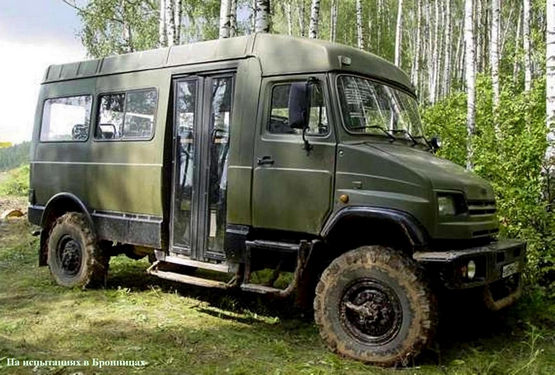 На испытаниях в Бронницах